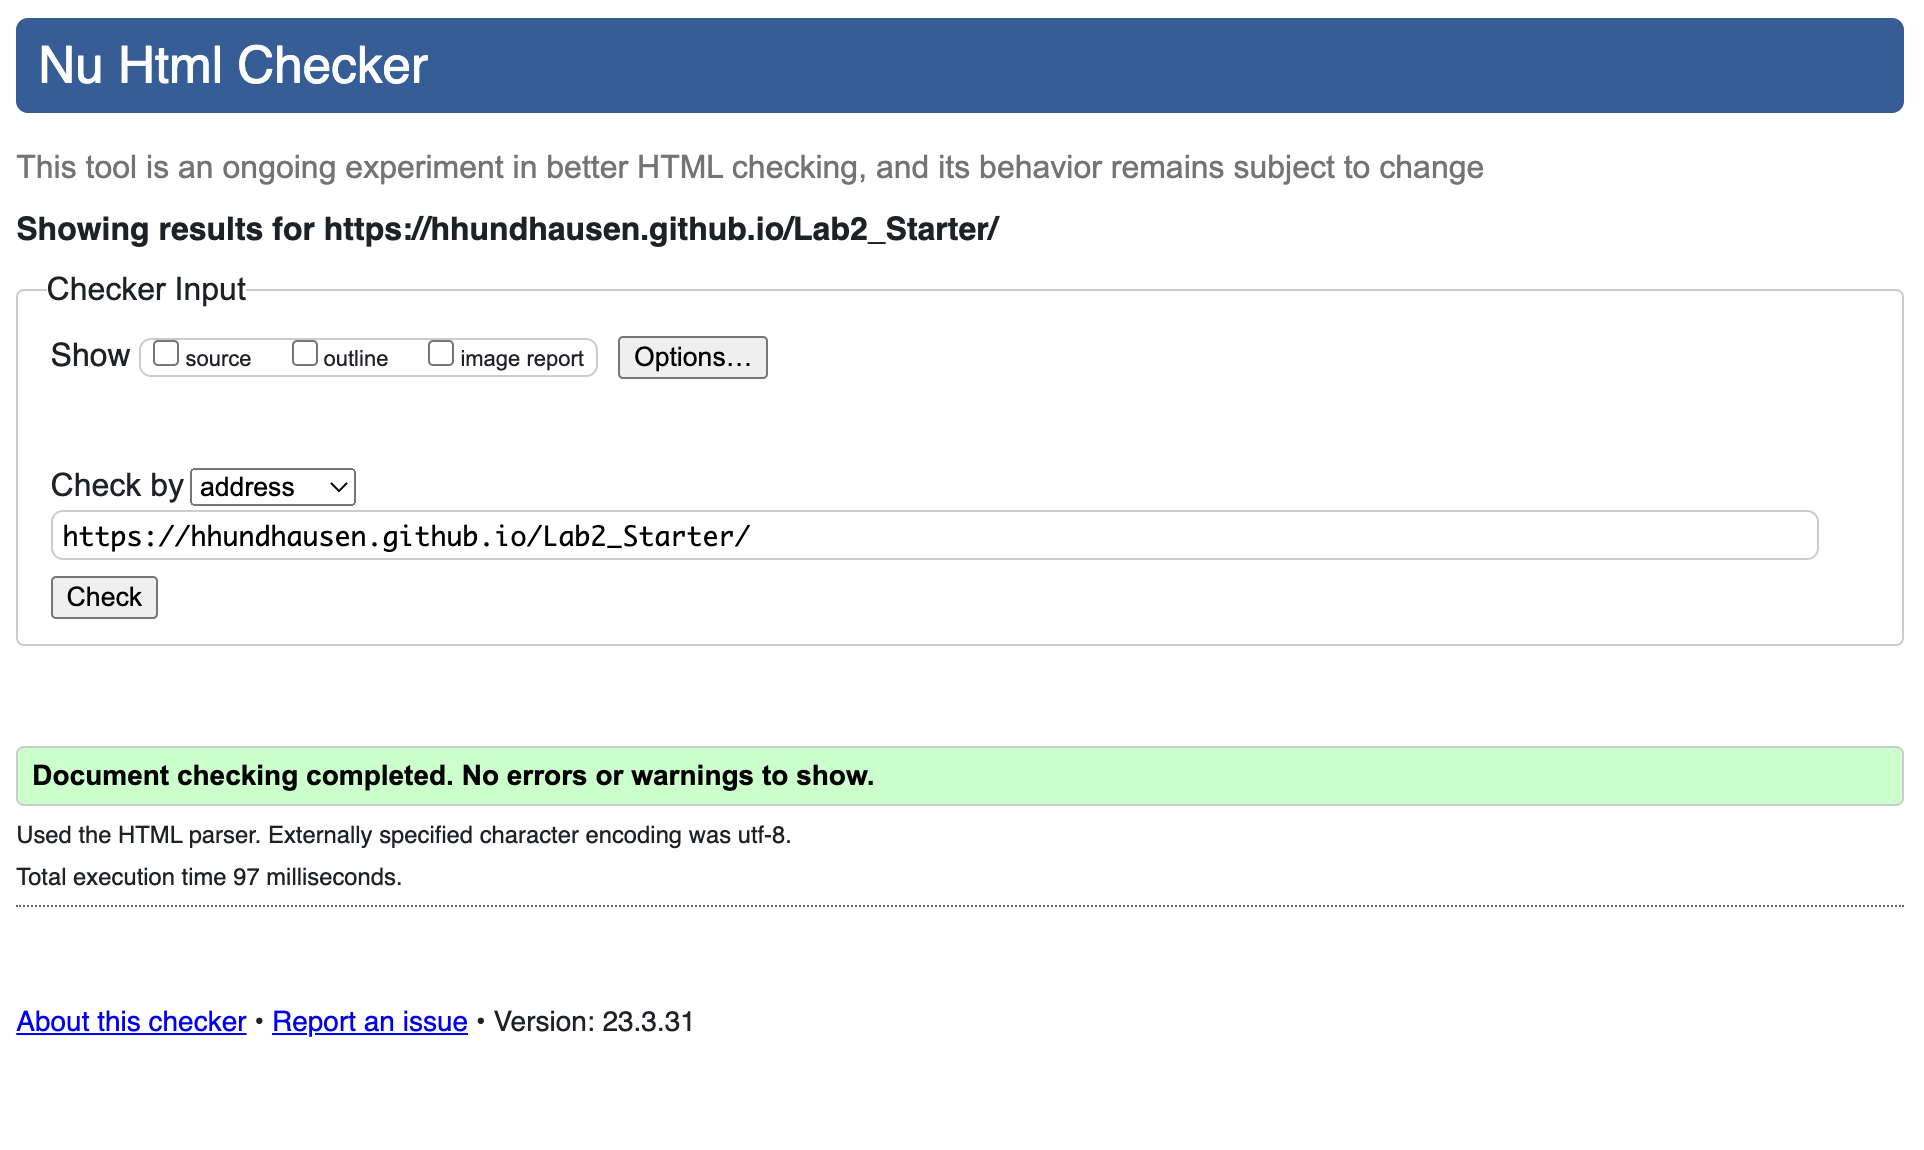 Nu Html Checker
This tool is an ongoing experiment in better HTML checking, and its behavior remains subject to change
Showing results for https://hhundhausen.github.io/Lab2_Starter/
Checker Input
Show source outline image report Options…
Check by address
https://hhundhausen.github.io/Lab2_Starter/
Check
Document checking completed. No errors or warnings to show.
Used the HTML parser. Externally specified character encoding was utf-8.
Total execution time 97 milliseconds.
About this checker • Report an issue • Version: 23.3.31